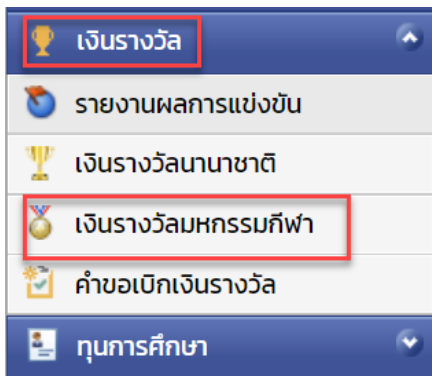 เงินรางวัล
รายงานผลการแข่งขัน
เงินรางวัลนานาชาติ
เงินรางวัลมหกรรมกีฬา
คำขอเบิกเงินรางวัล
ทุนการศึกษา